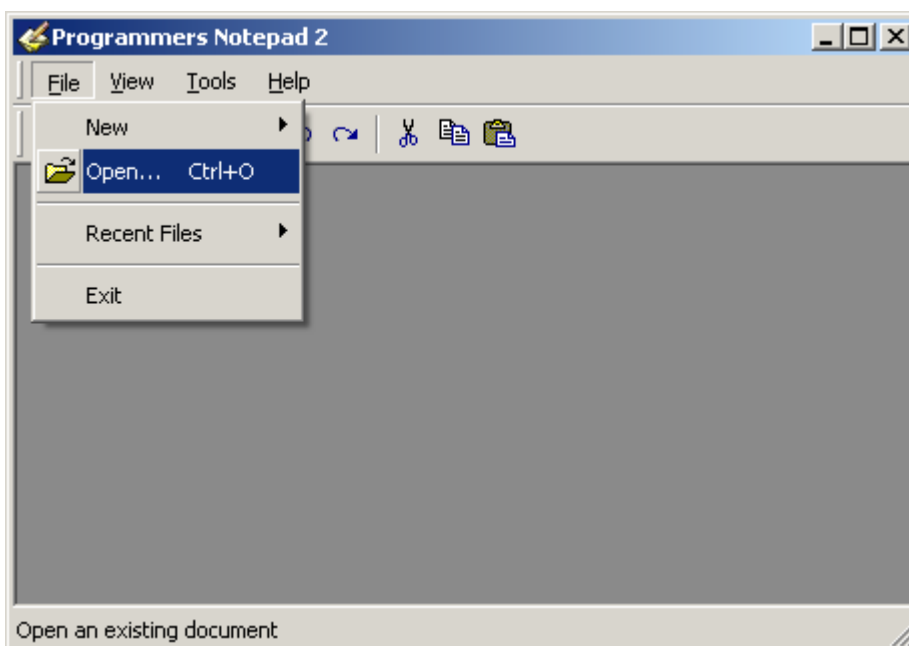 Programmers Notepad 2
File View Tools Help
New
Open... Ctrl+O
Recent Files
Exit
Open an existing document